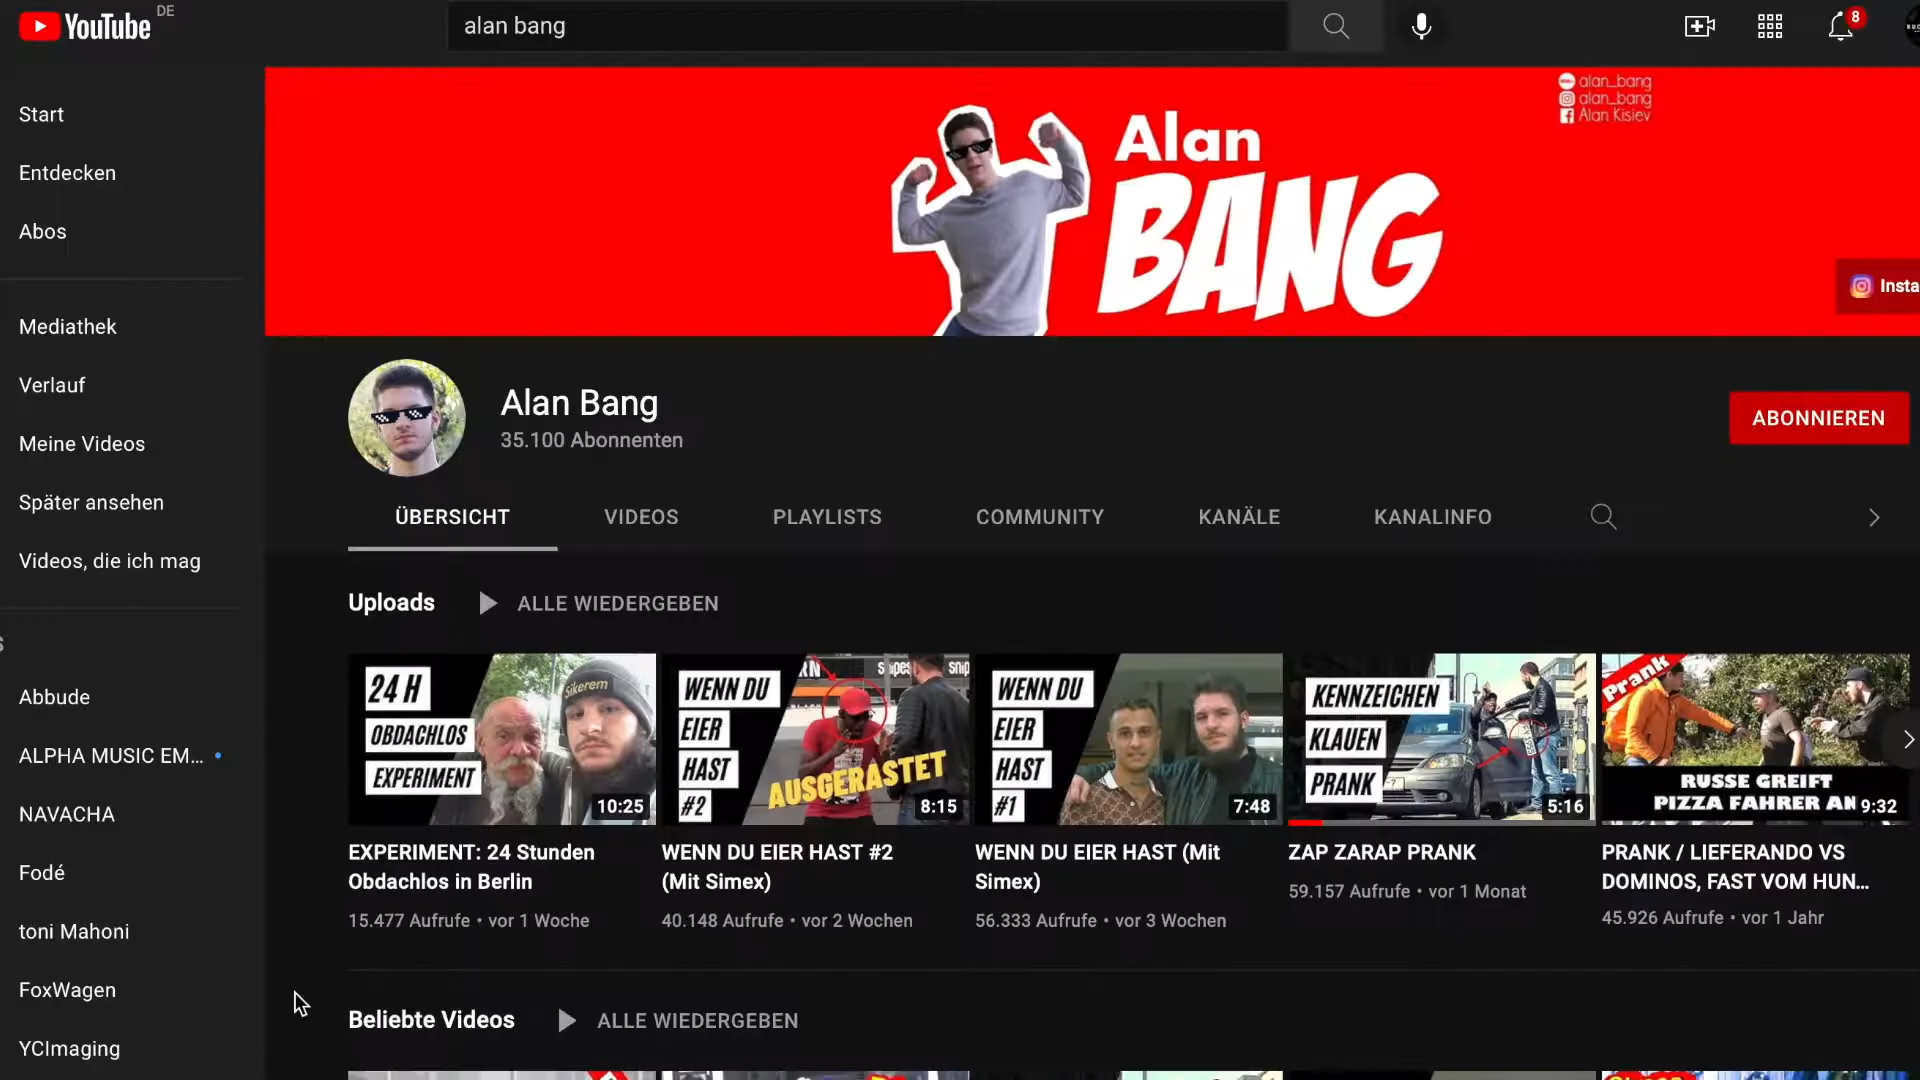 YouTube DE
alan bang
8
Start
Entdecken
Abos
Mediathek
Verlauf
Meine Videos
Später ansehen
Videos, die ich mag
Abbude
ALPHA MUSIC EM...
NAVACHA
Fodé
toni Mahoni
FoxWagen
YCImaging
alan_bang
alan_bang
Alan Kisiev
Alan
BANG
Insta
Alan Bang
35.100 Abonnenten
ABONNIEREN
ÜBERSICHT
VIDEOS
PLAYLISTS
COMMUNITY
KANÄLE
KANALINFO
Uploads
ALLE WIEDERGEBEN
24 H
OBDACHLOS
EXPERIMENT
Sikerem
10:25
EXPERIMENT: 24 Stunden
Obdachlos in Berlin
15.477 Aufrufe • vor 1 Woche
WENN DU
EIER
HAST
#2
AUSGERASTET
8:15
WENN DU EIER HAST #2
(Mit Simex)
40.148 Aufrufe • vor 2 Wochen
WENN DU
EIER
HAST
#1
7:48
WENN DU EIER HAST (Mit
Simex)
56.333 Aufrufe • vor 3 Wochen
KENNZEICHEN
KLAUEN
PRANK
5:16
ZAP ZARAP PRANK
59.157 Aufrufe • vor 1 Monat
Prank
RUSSE GREIFT
PIZZA FAHRER AN
9:32
PRANK / LIEFERANDO VS
DOMINOS, FAST VOM HUN...
45.926 Aufrufe • vor 1 Jahr
Beliebte Videos
ALLE WIEDERGEBEN